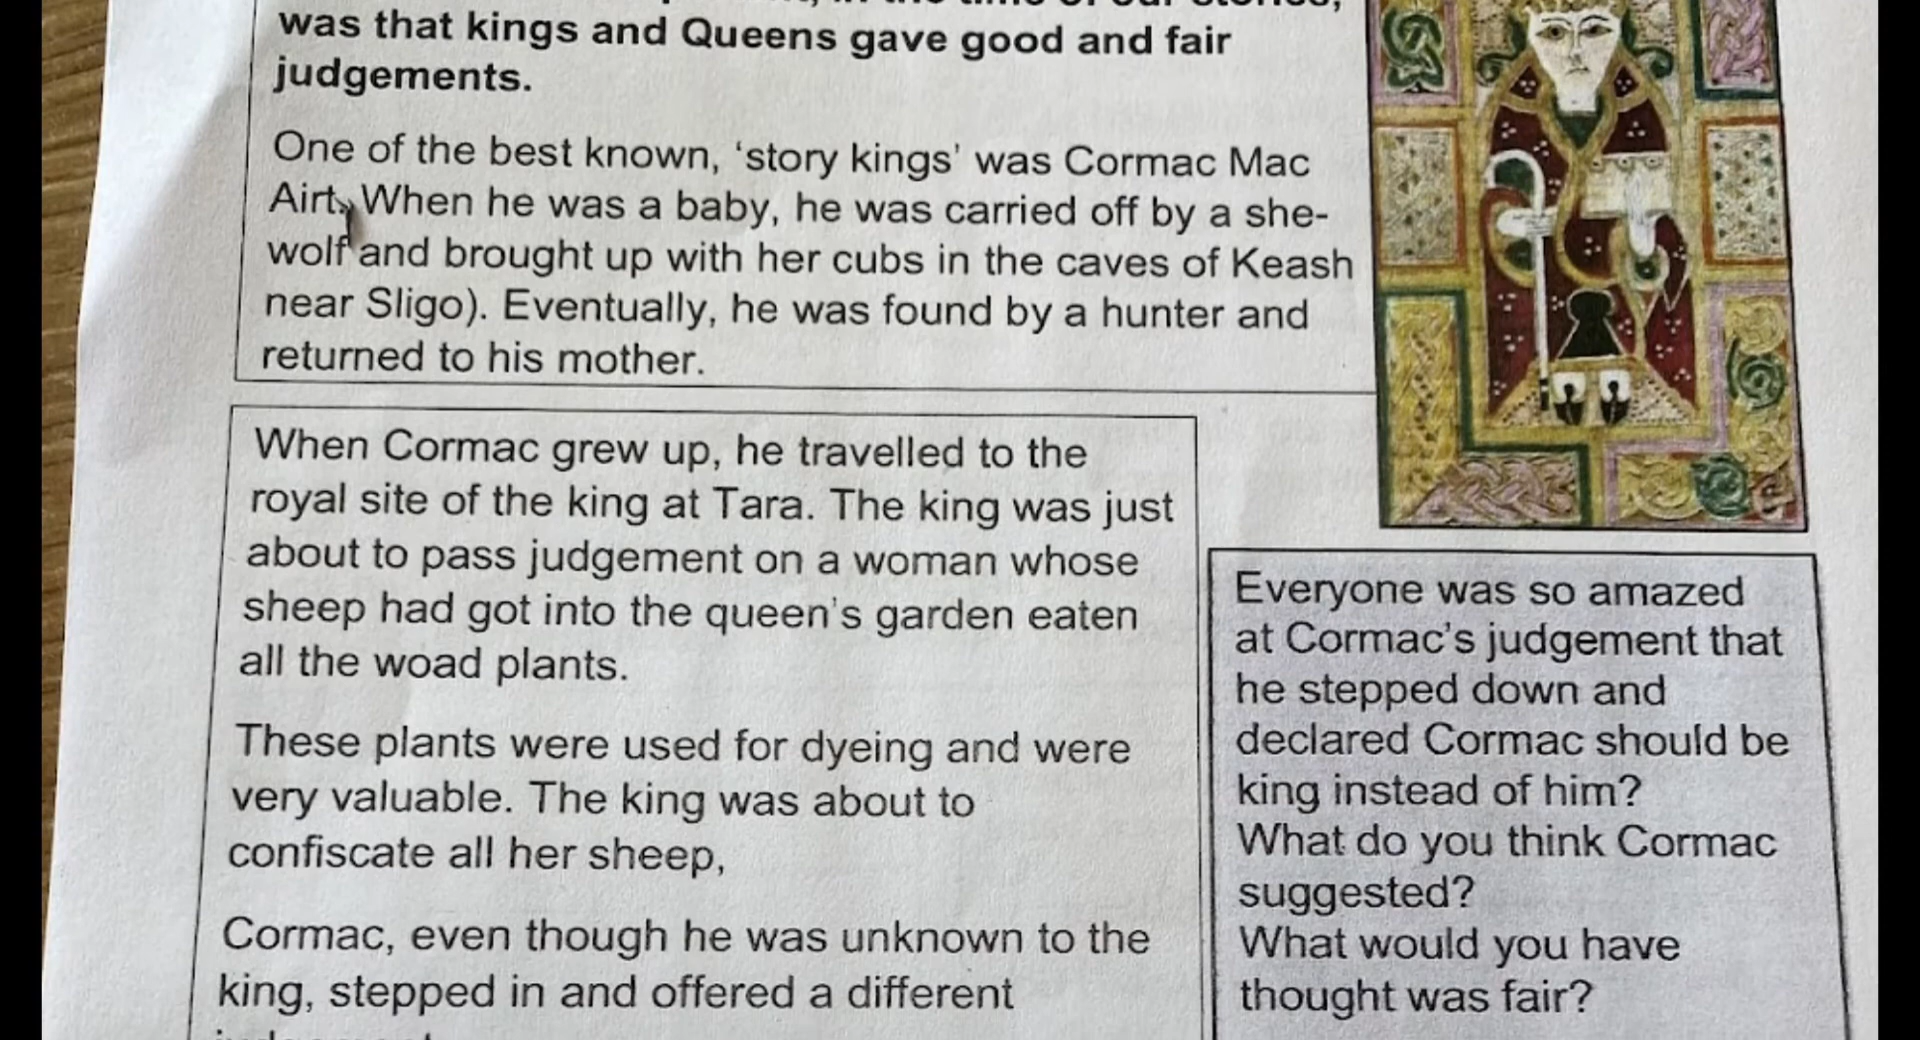 was that kings and Queens gave good and fair
judgements.
One of the best known, ‘story kings’ was Cormac Mac
Airt. When he was a baby, he was carried off by a she-
wolf and brought up with her cubs in the caves of Keash
near Sligo). Eventually, he was found by a hunter and
returned to his mother.
When Cormac grew up, he travelled to the
royal site of the king at Tara. The king was just
about to pass judgement on a woman whose
sheep had got into the queen's garden eaten
all the woad plants.
These plants were used for dyeing and were
very valuable. The king was about to
confiscate all her sheep,
Cormac, even though he was unknown to the
king, stepped in and offered a different
Everyone was so amazed
at Cormac’s judgement that
he stepped down and
declared Cormac should be
king instead of him?
What do you think Cormac
suggested?
What would you have
thought was fair?